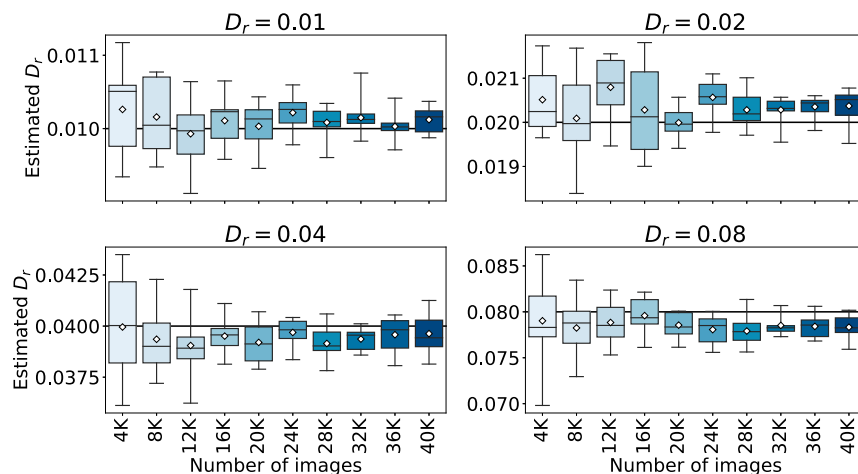 D_r = 0.01
D_r = 0.02
Estimated D_r
0.011
0.010
0.021
0.020
0.019
D_r = 0.04
D_r = 0.08
Estimated D_r
0.0425
0.0400
0.0375
0.085
0.080
0.075
0.070
4K 8K 12K 16K 20K 24K 28K 32K 36K 40K
4K 8K 12K 16K 20K 24K 28K 32K 36K 40K
Number of images
Number of images